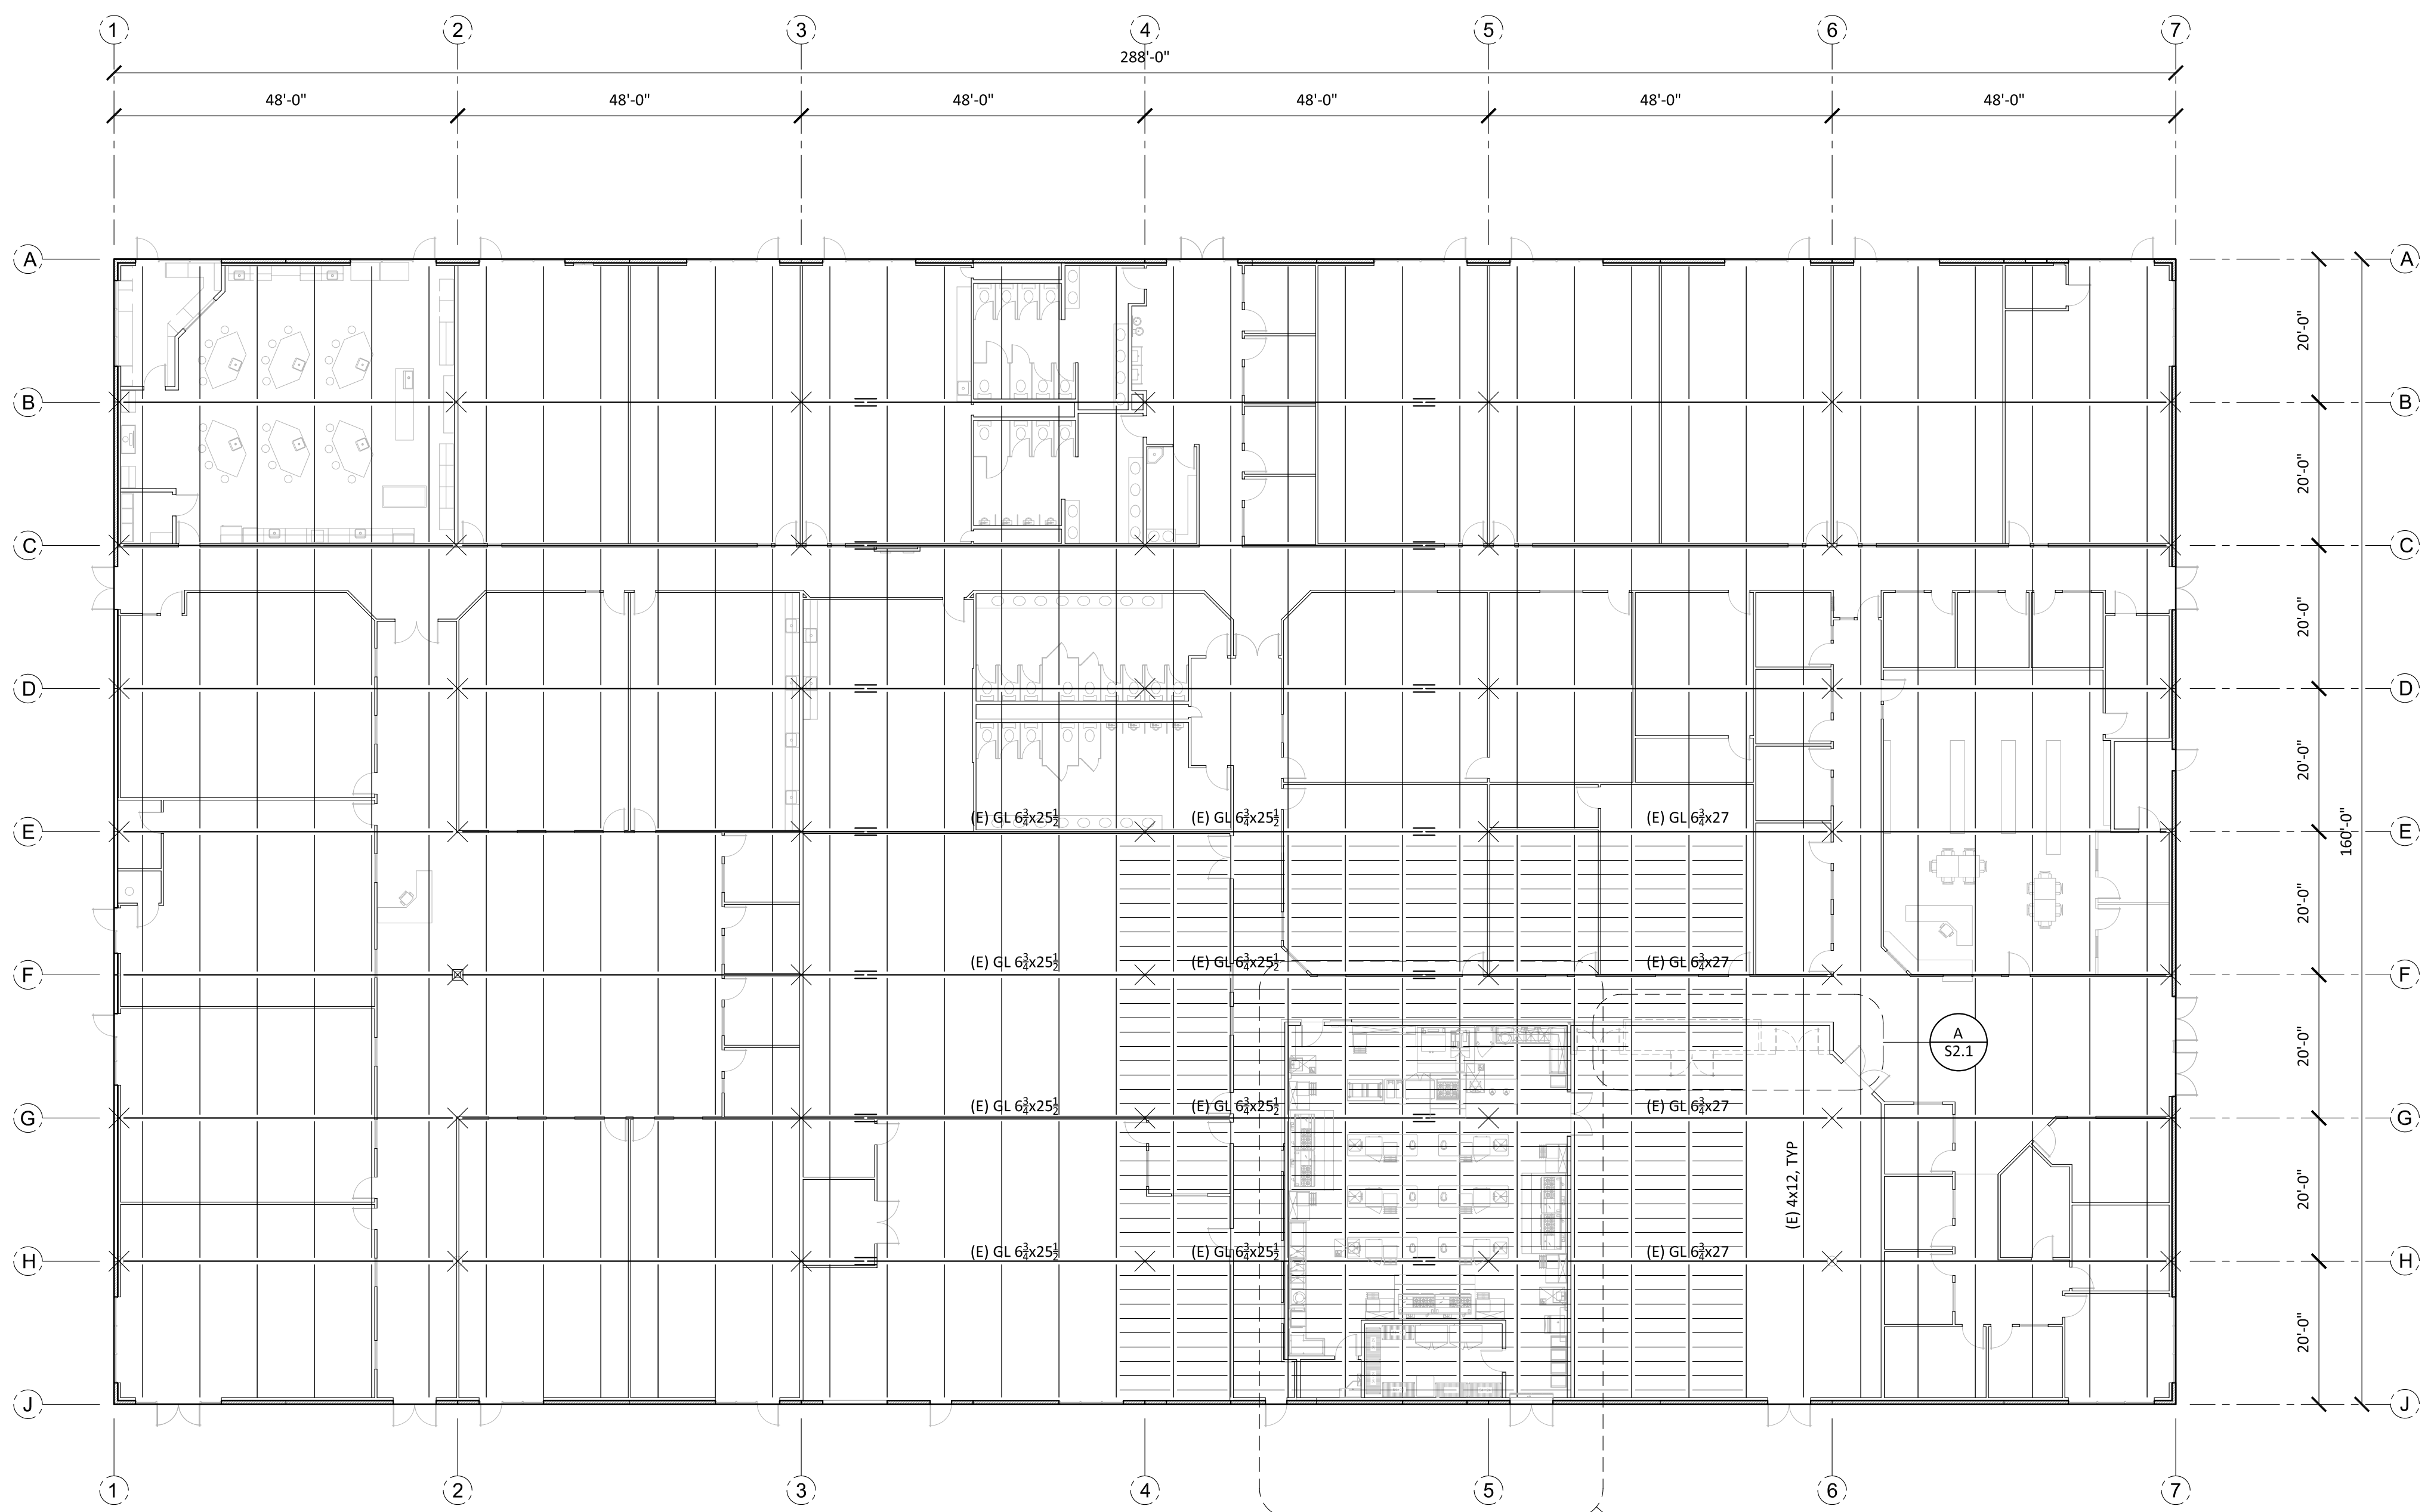 1 2 3 4 5 6 7
288'-0"
48'-0" 48'-0" 48'-0" 48'-0" 48'-0" 48'-0"
A A
20'-0"
B B
20'-0"
C C
20'-0"
D D
20'-0"
(E) GL 6¾x25½ (E) GL 6¾x25½ (E) GL 6¾x27
E E
160'-0"
20'-0"
(E) GL 6¾x25½ (E) GL 6¾x25½ (E) GL 6¾x27
F F
A
S2.1
20'-0"
(E) GL 6¾x25½ (E) GL 6¾x25½ (E) GL 6¾x27
G G
(E) 4x12, TYP
20'-0"
(E) GL 6¾x25½ (E) GL 6¾x25½ (E) GL 6¾x27
H H
20'-0"
J J
1 2 3 4 5 6 7